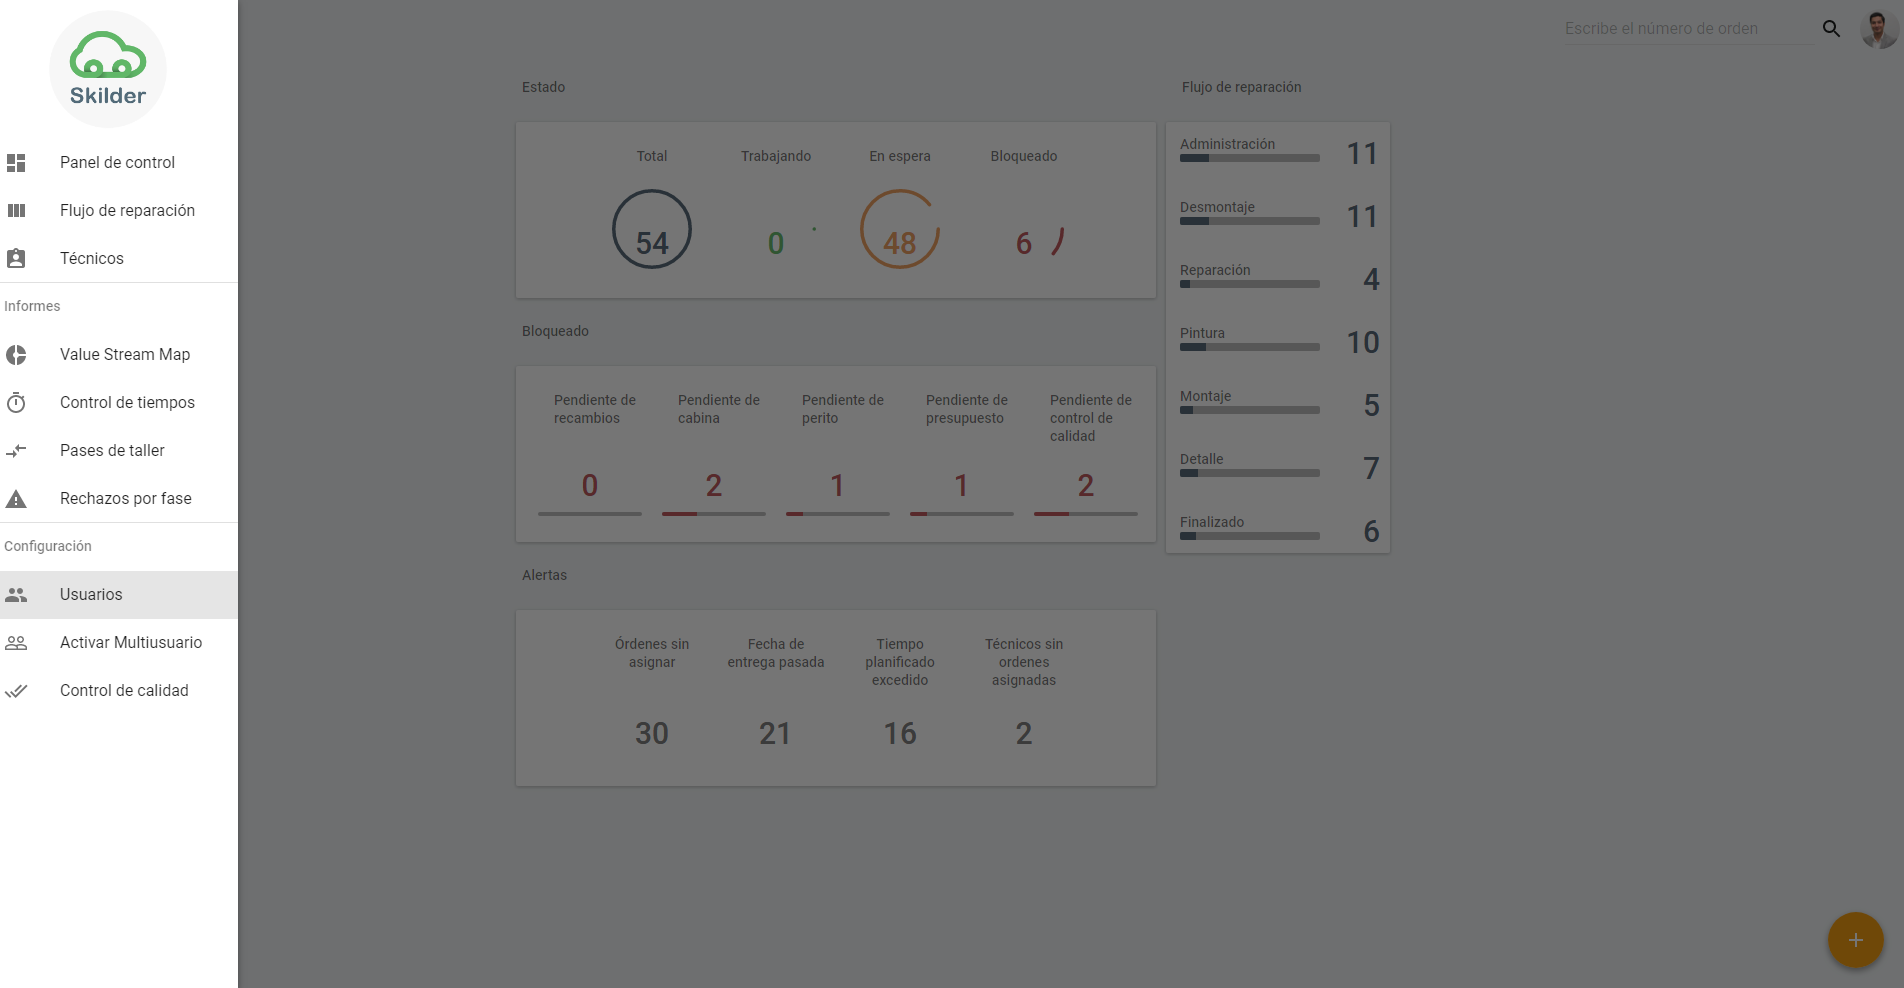 Skilder
Panel de control
Flujo de reparación
Técnicos
Informes
Value Stream Map
Control de tiempos
Pases de taller
Rechazos por fase
Configuración
Usuarios
Activar Multiusuario
Control de calidad
Escribe el número de orden
Estado
Total
Trabajando
En espera
Bloqueado
54
0
48
6
Bloqueado
Pendiente de
recambios
Pendiente de
cabina
Pendiente de
perito
Pendiente de
presupuesto
Pendiente de
control de
calidad
0
2
1
1
2
Alertas
Órdenes sin
asignar
Fecha de
entrega pasada
Tiempo
planificado
excedido
Técnicos sin
ordenes
asignadas
30
21
16
2
Flujo de reparación
Administración
11
Desmontaje
11
Reparación
4
Pintura
10
Montaje
5
Detalle
7
Finalizado
6
+